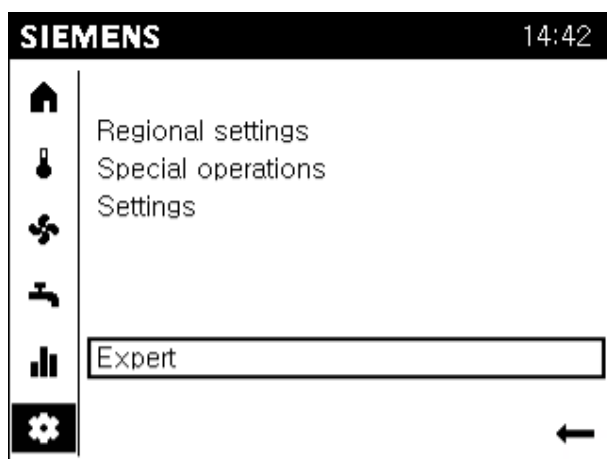 SIEMENS 14:42
Regional settings
Special operations
Settings
Expert